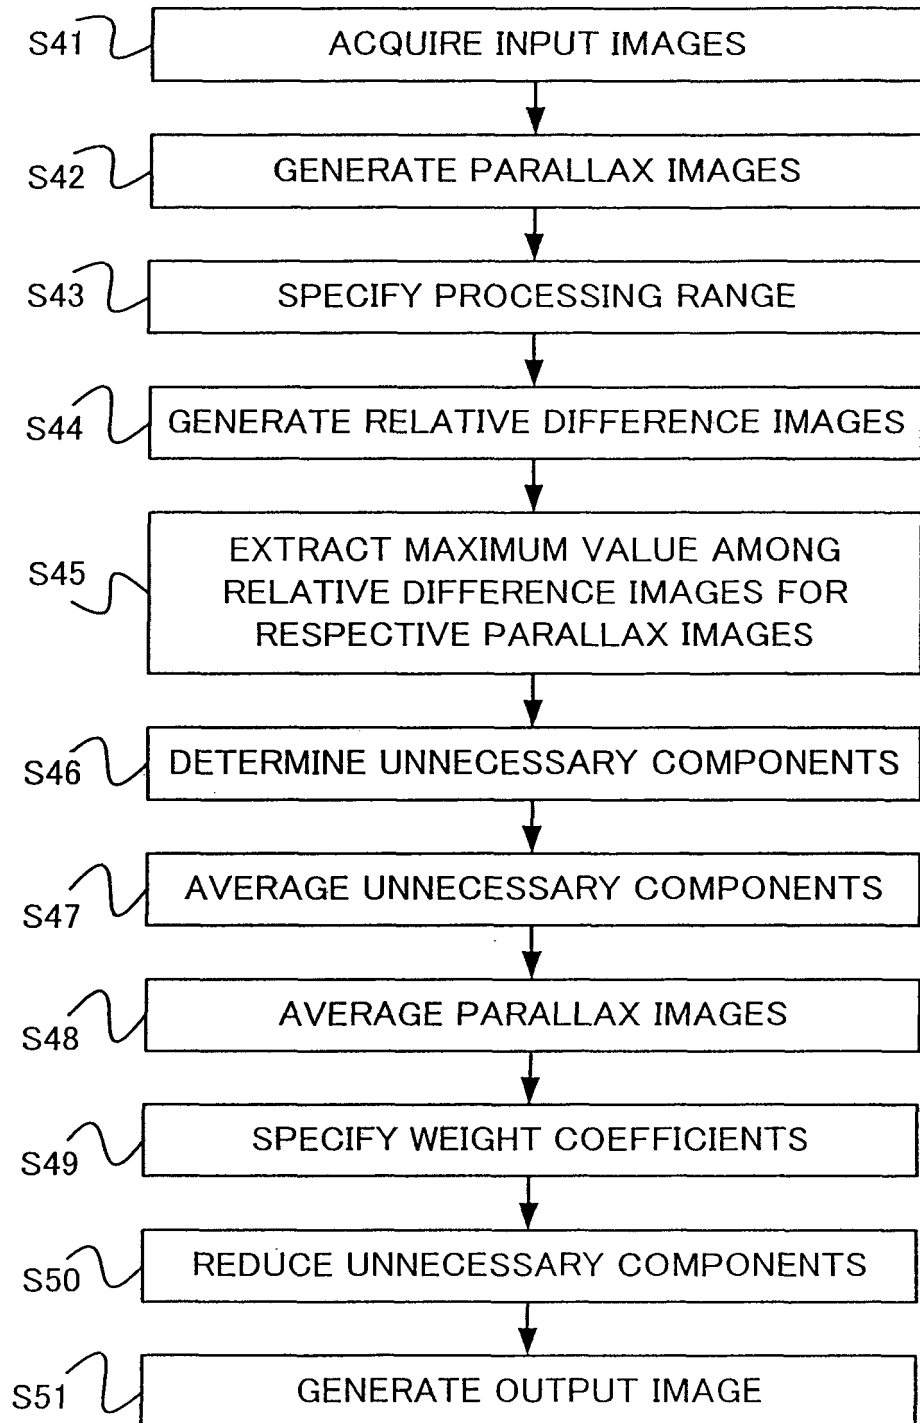 S41 ACQUIRE INPUT IMAGES
S42 GENERATE PARALLAX IMAGES
S43 SPECIFY PROCESSING RANGE
S44 GENERATE RELATIVE DIFFERENCE IMAGES
S45 EXTRACT MAXIMUM VALUE AMONG
RELATIVE DIFFERENCE IMAGES FOR
RESPECTIVE PARALLAX IMAGES
S46 DETERMINE UNNECESSARY COMPONENTS
S47 AVERAGE UNNECESSARY COMPONENTS
S48 AVERAGE PARALLAX IMAGES
S49 SPECIFY WEIGHT COEFFICIENTS
S50 REDUCE UNNECESSARY COMPONENTS
S51 GENERATE OUTPUT IMAGE